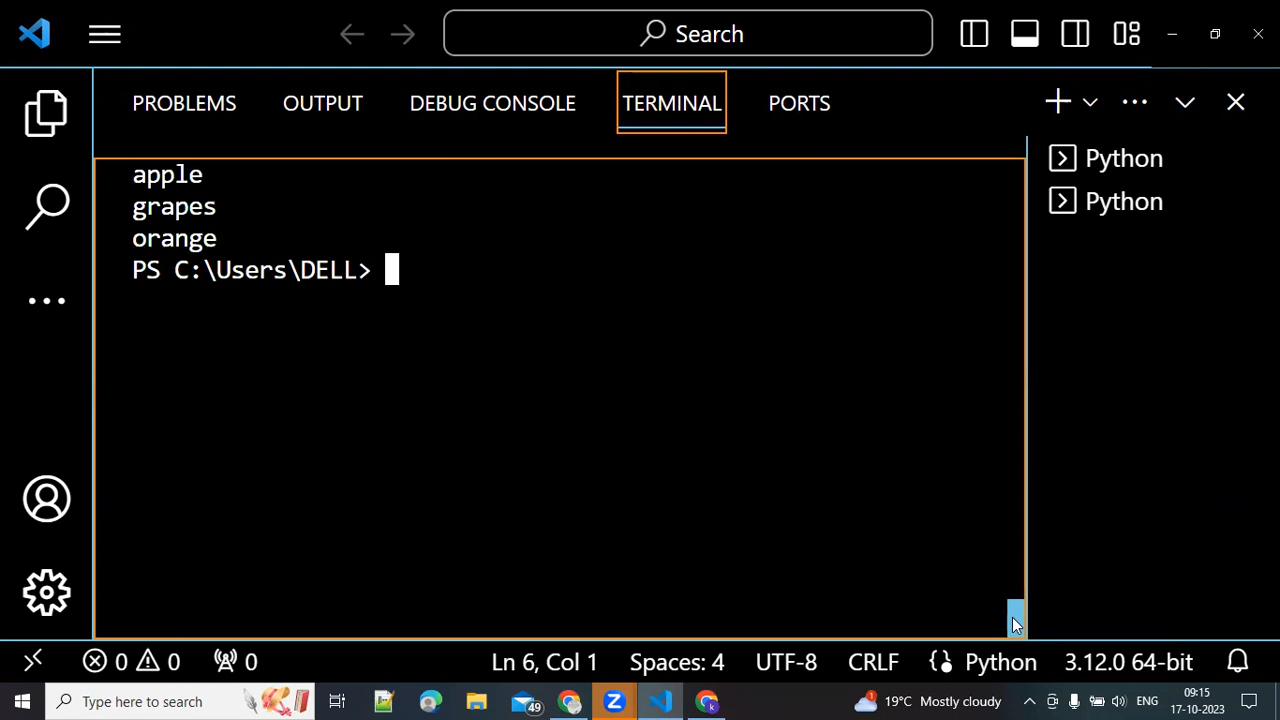 Search
PROBLEMS OUTPUT DEBUG CONSOLE TERMINAL PORTS
apple
grapes
orange
PS C:\Users\DELL>
Python
Python
0 0 0 Ln 6, Col 1 Spaces: 4 UTF-8 CRLF Python 3.12.0 64-bit
Type here to search 49 1 19°C Mostly cloudy ENG 09:15
17-10-2023